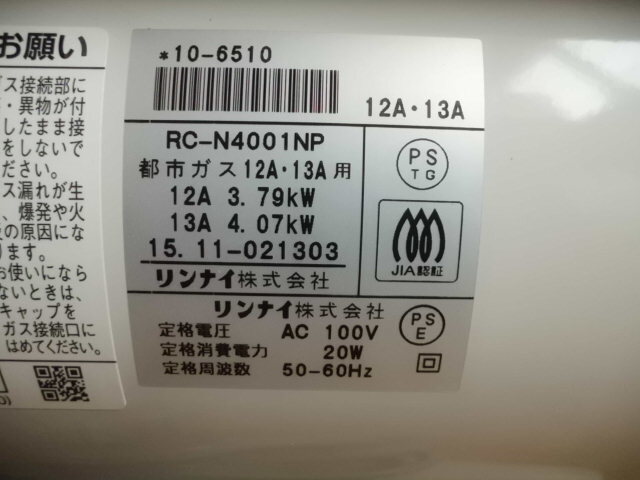 お願い
ス接続部に
・異物が付
したまま接
をしないで
ださい。
ス漏れが生
、爆発や火
の原因にな
ります。
お使いになら
ないときは、
キャップを
ガス接続口に
はめてください。
*10-6510
12A・13A
RC-N4001NP
都市ガス12A・13A用
12A 3.79kW
13A 4.07kW
15.11-021303
リンナイ株式会社
PS
TG
JIA認証
リンナイ株式会社
定格電圧 AC 100V
定格消費電力 20W
定格周波数 50-60Hz
PS
E